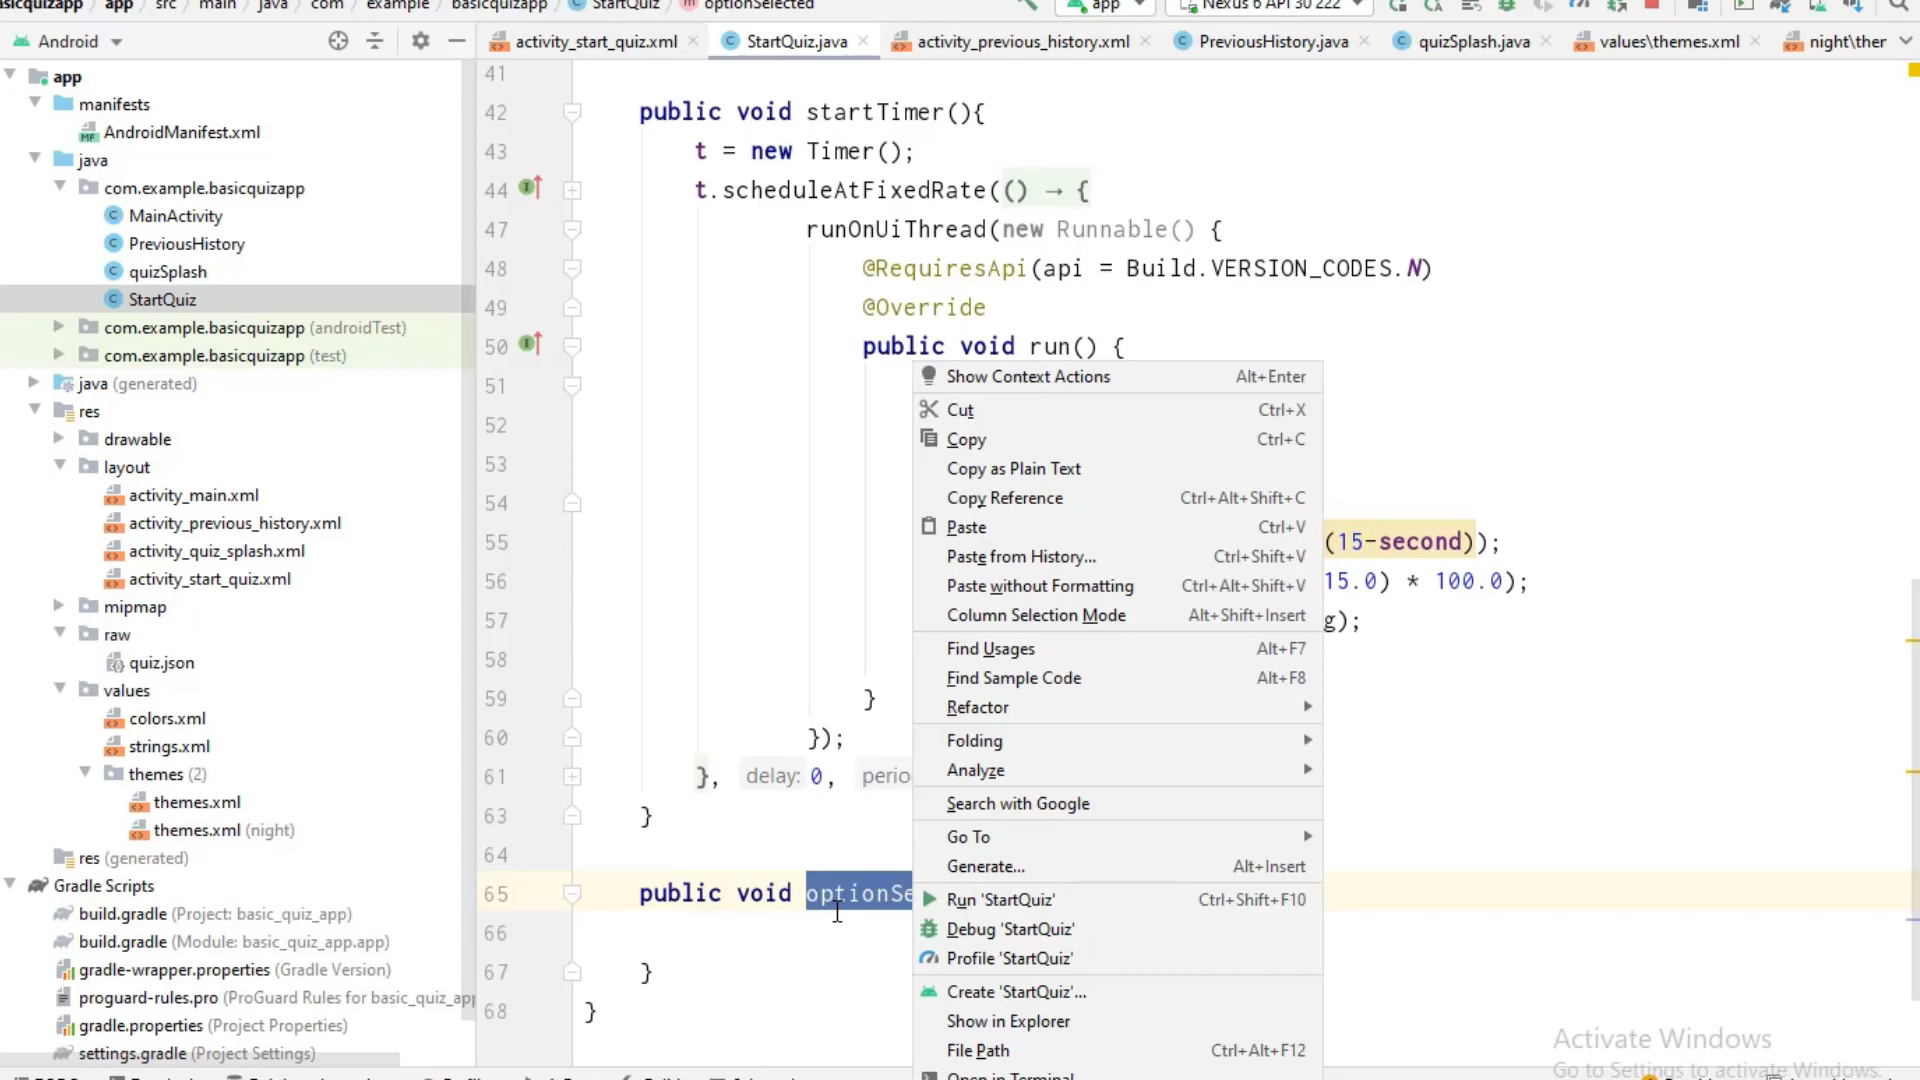 app src main java com example basicquizapp StartQuiz optionSelected app Nexus 6 API 30 222
Android activity_start_quiz.xml StartQuiz.java activity_previous_history.xml PreviousHistory.java quizSplash.java values\themes.xml night\ther
app
manifests
AndroidManifest.xml
java
com.example.basicquizapp
MainActivity
PreviousHistory
quizSplash
StartQuiz
com.example.basicquizapp (androidTest)
com.example.basicquizapp (test)
java (generated)
res
drawable
layout
activity_main.xml
activity_previous_history.xml
activity_quiz_splash.xml
activity_start_quiz.xml
mipmap
raw
quiz.json
values
colors.xml
strings.xml
themes (2)
themes.xml
themes.xml (night)
res (generated)
Gradle Scripts
build.gradle (Project: basic_quiz_app)
build.gradle (Module: basic_quiz_app.app)
gradle-wrapper.properties (Gradle Version)
proguard-rules.pro (ProGuard Rules for basic_quiz_app
gradle.properties (Project Properties)
settings.gradle (Project Settings)
41
42 public void startTimer(){
43 t = new Timer();
44 t.scheduleAtFixedRate(() → {
47 runOnUiThread(new Runnable() {
48 @RequiresApi(api = Build.VERSION_CODES.N)
49 @Override
50 public void run() {
51
52
53
54
55 (15-second));
56 15.0) * 100.0);
57 g);
58
59 }
60 });
61 }, delay: 0, perio
63 }
64
65 public void optionSe
66
67 }
68 }
Show Context Actions Alt+Enter
Cut Ctrl+X
Copy Ctrl+C
Copy as Plain Text
Copy Reference Ctrl+Alt+Shift+C
Paste Ctrl+V
Paste from History... Ctrl+Shift+V
Paste without Formatting Ctrl+Alt+Shift+V
Column Selection Mode Alt+Shift+Insert
Find Usages Alt+F7
Find Sample Code Alt+F8
Refactor
Folding
Analyze
Search with Google
Go To
Generate... Alt+Insert
Run 'StartQuiz' Ctrl+Shift+F10
Debug 'StartQuiz'
Profile 'StartQuiz'
Create 'StartQuiz'...
Show in Explorer
File Path Ctrl+Alt+F12
Open in Terminal
Activate Windows
Go to Settings to activate Windows.